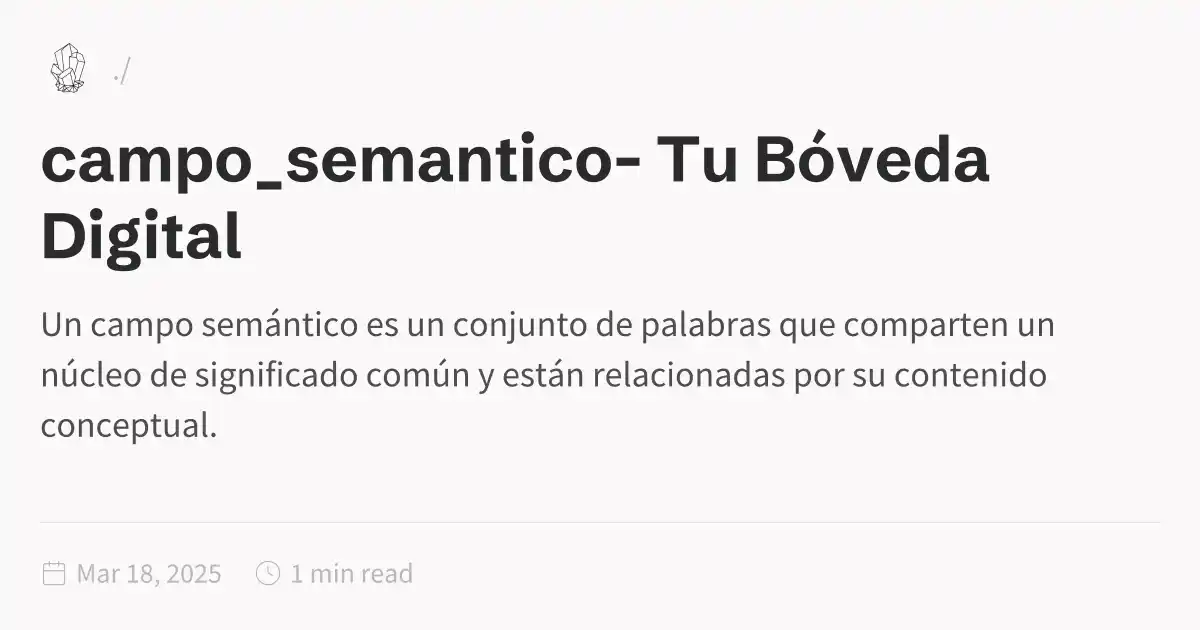 ./
campo_semantico- Tu Bóveda
Digital
Un campo semántico es un conjunto de palabras que comparten un
núcleo de significado común y están relacionadas por su contenido
conceptual.
Mar 18, 2025 1 min read